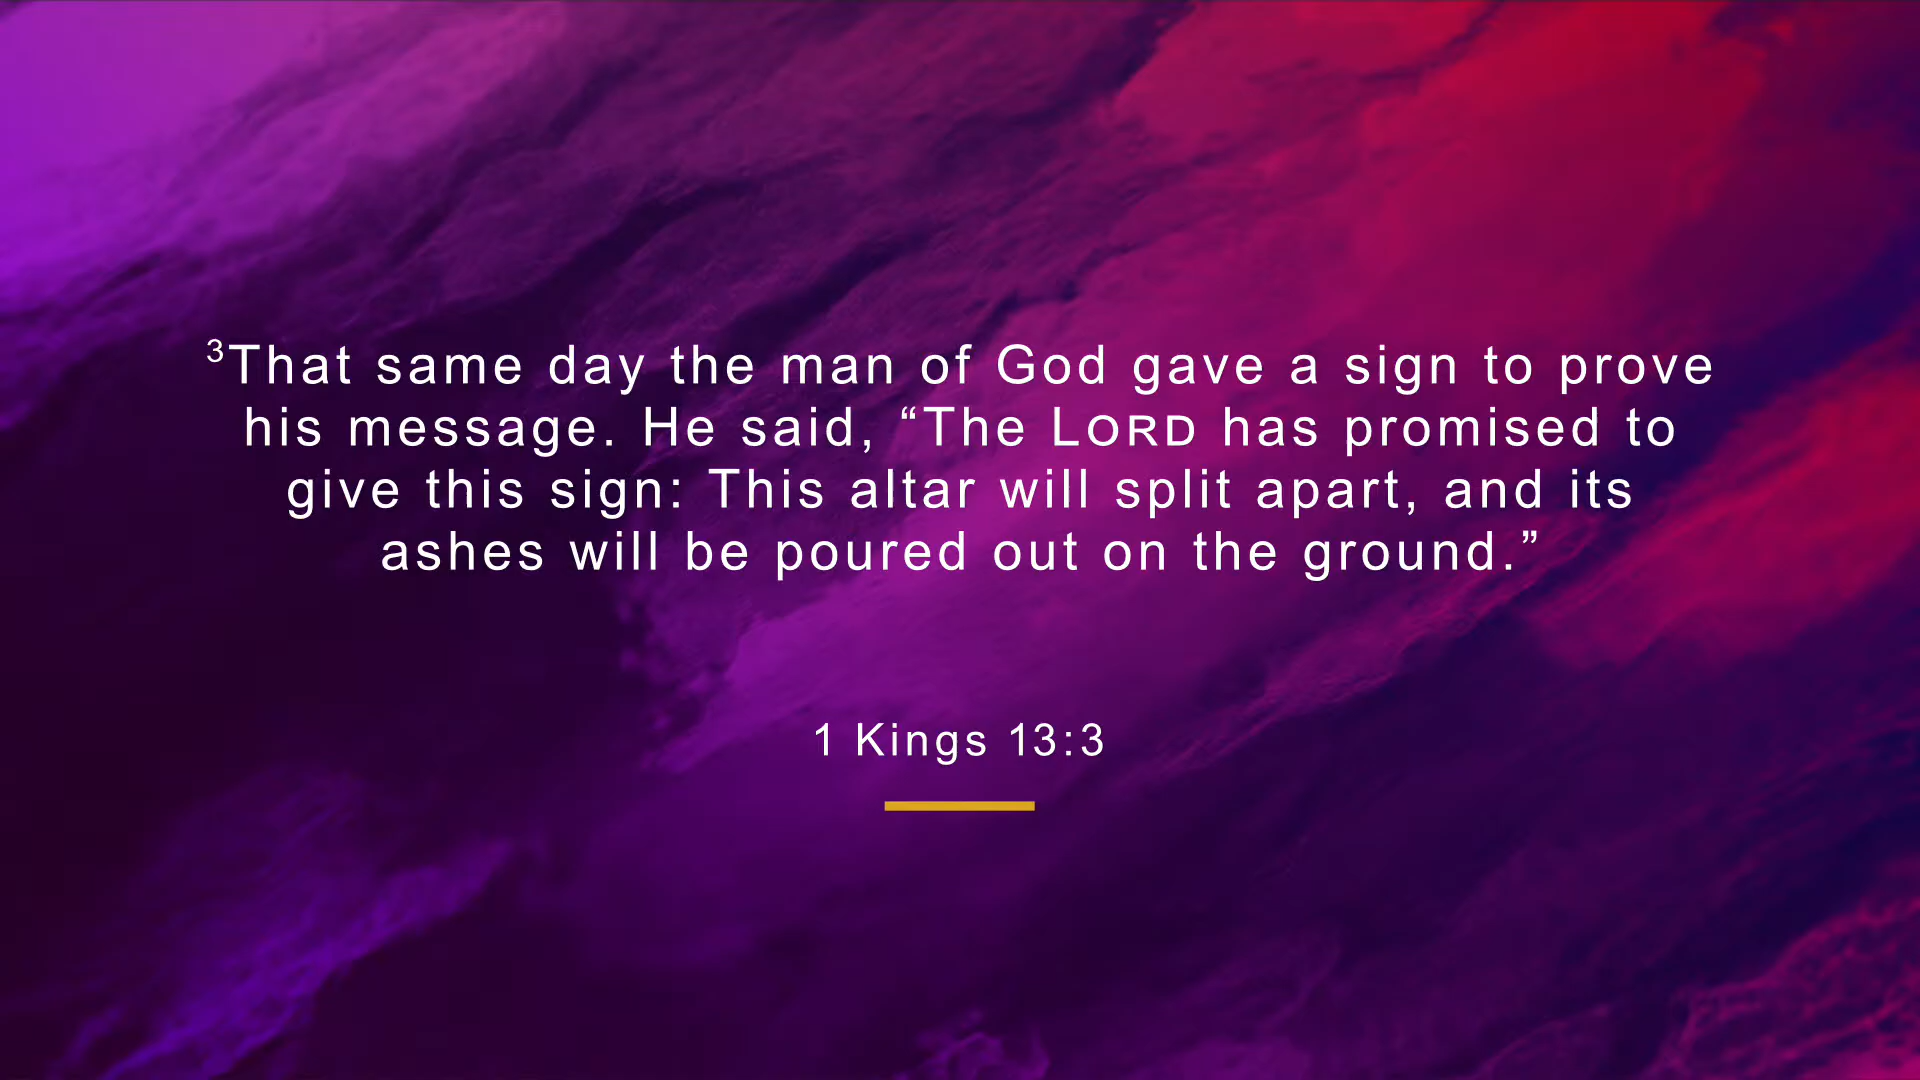 ³That same day the man of God gave a sign to prove
his message. He said, “The LORD has promised to
give this sign: This altar will split apart, and its
ashes will be poured out on the ground.”
1 Kings 13:3